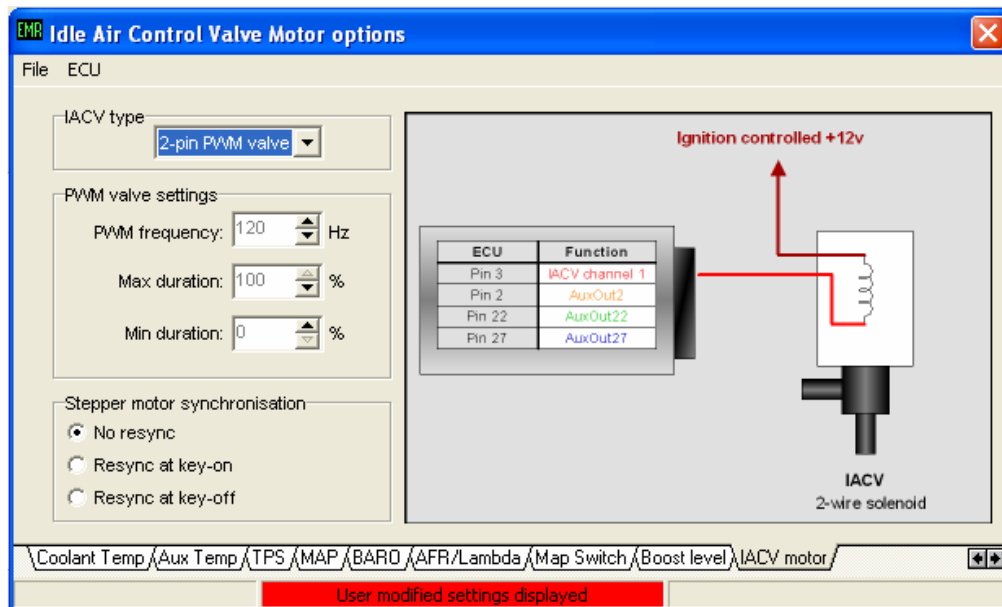 EMR Idle Air Control Valve Motor options
File ECU
IACV type
2-pin PWM valve
PWM valve settings
PWM frequency: 120 Hz
Max duration: 100 %
Min duration: 0 %
Stepper motor synchronisation
No resync
Resync at key-on
Resync at key-off
Ignition controlled +12v
ECU Function
Pin 3 IACV channel 1
Pin 2 AuxOut2
Pin 22 AuxOut22
Pin 27 AuxOut27
IACV
2-wire solenoid
Coolant Temp Aux Temp TPS MAP BARO AFR/Lambda Map Switch Boost level IACV motor
User modified settings displayed